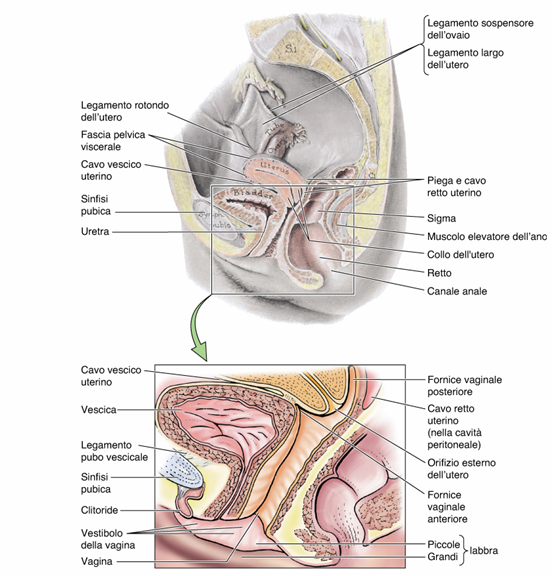 Legamento sospensore
dell'ovaio
Legamento largo
dell'utero
Legamento rotondo
dell'utero
Fascia pelvica
viscerale
Cavo vescico
uterino
Sinfisi
pubica
Uretra
Uterus
Bladder
Piega e cavo
retto uterino
Sigma
Muscolo elevatore dell'ano
Collo dell'utero
Retto
Canale anale
Cavo vescico
uterino
Vescica
Legamento
pubo vescicale
Sinfisi
pubica
Clitoride
Vestibolo
della vagina
Vagina
Fornice vaginale
posteriore
Cavo retto
uterino
(nella cavità
peritoneale)
Orifizio esterno
dell'utero
Fornice
vaginale
anteriore
Piccole
Grandi
labbra